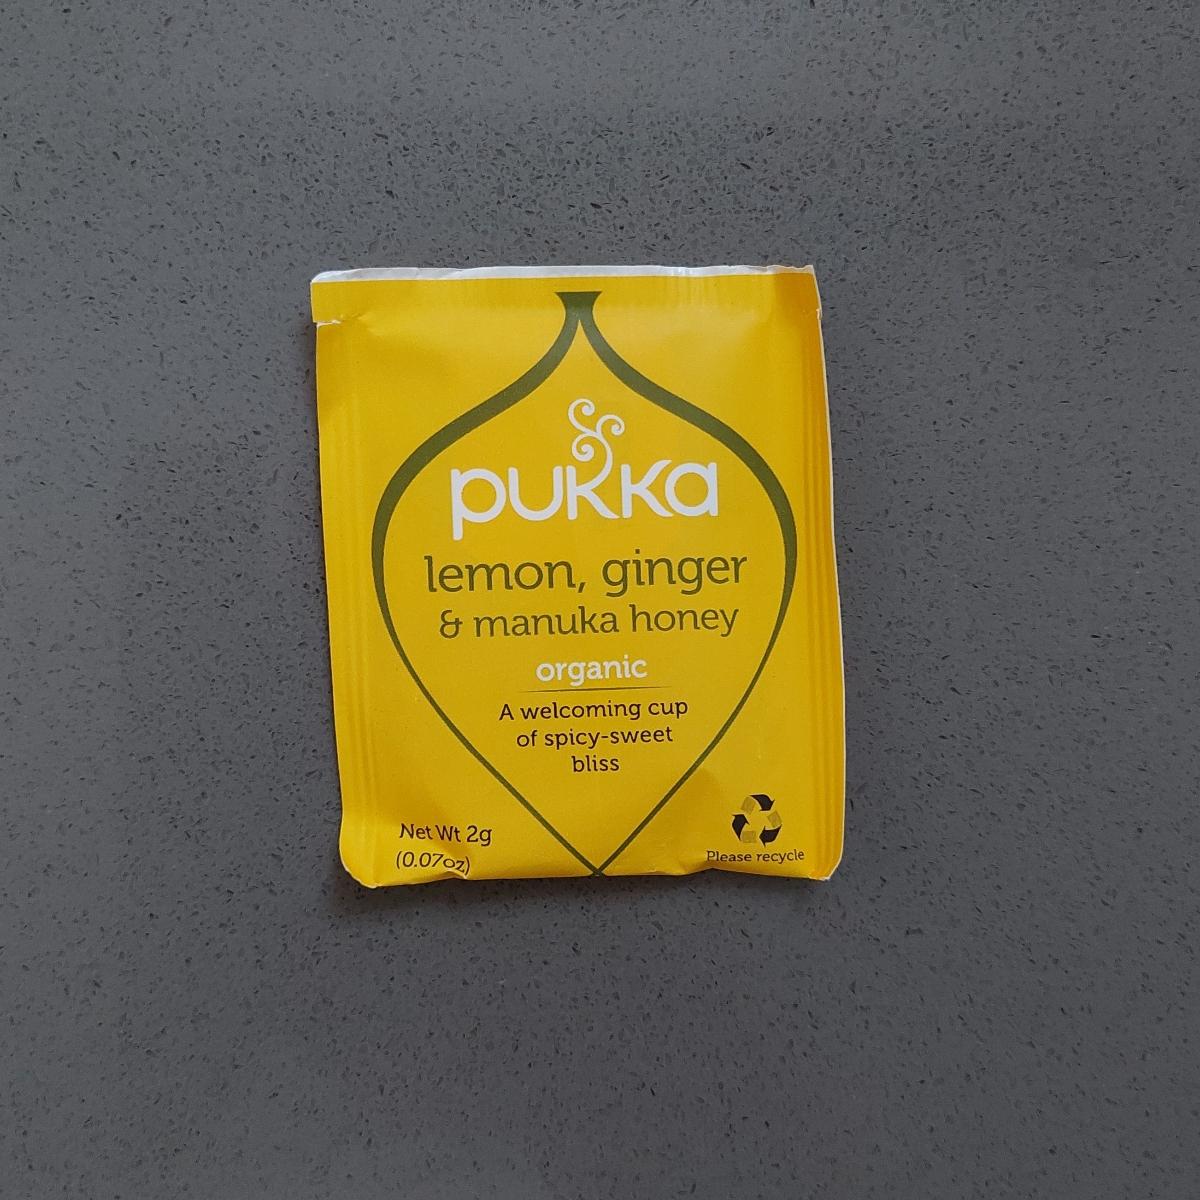 pukka
lemon, ginger
& manuka honey
organic
A welcoming cup
of spicy-sweet
bliss
Net Wt 2g
(0.07oz)
Please recycle